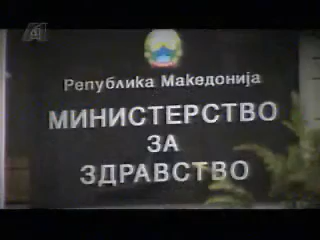 Република Македонија
МИНИСТЕРСТВО
ЗА
ЗДРАВСТВО